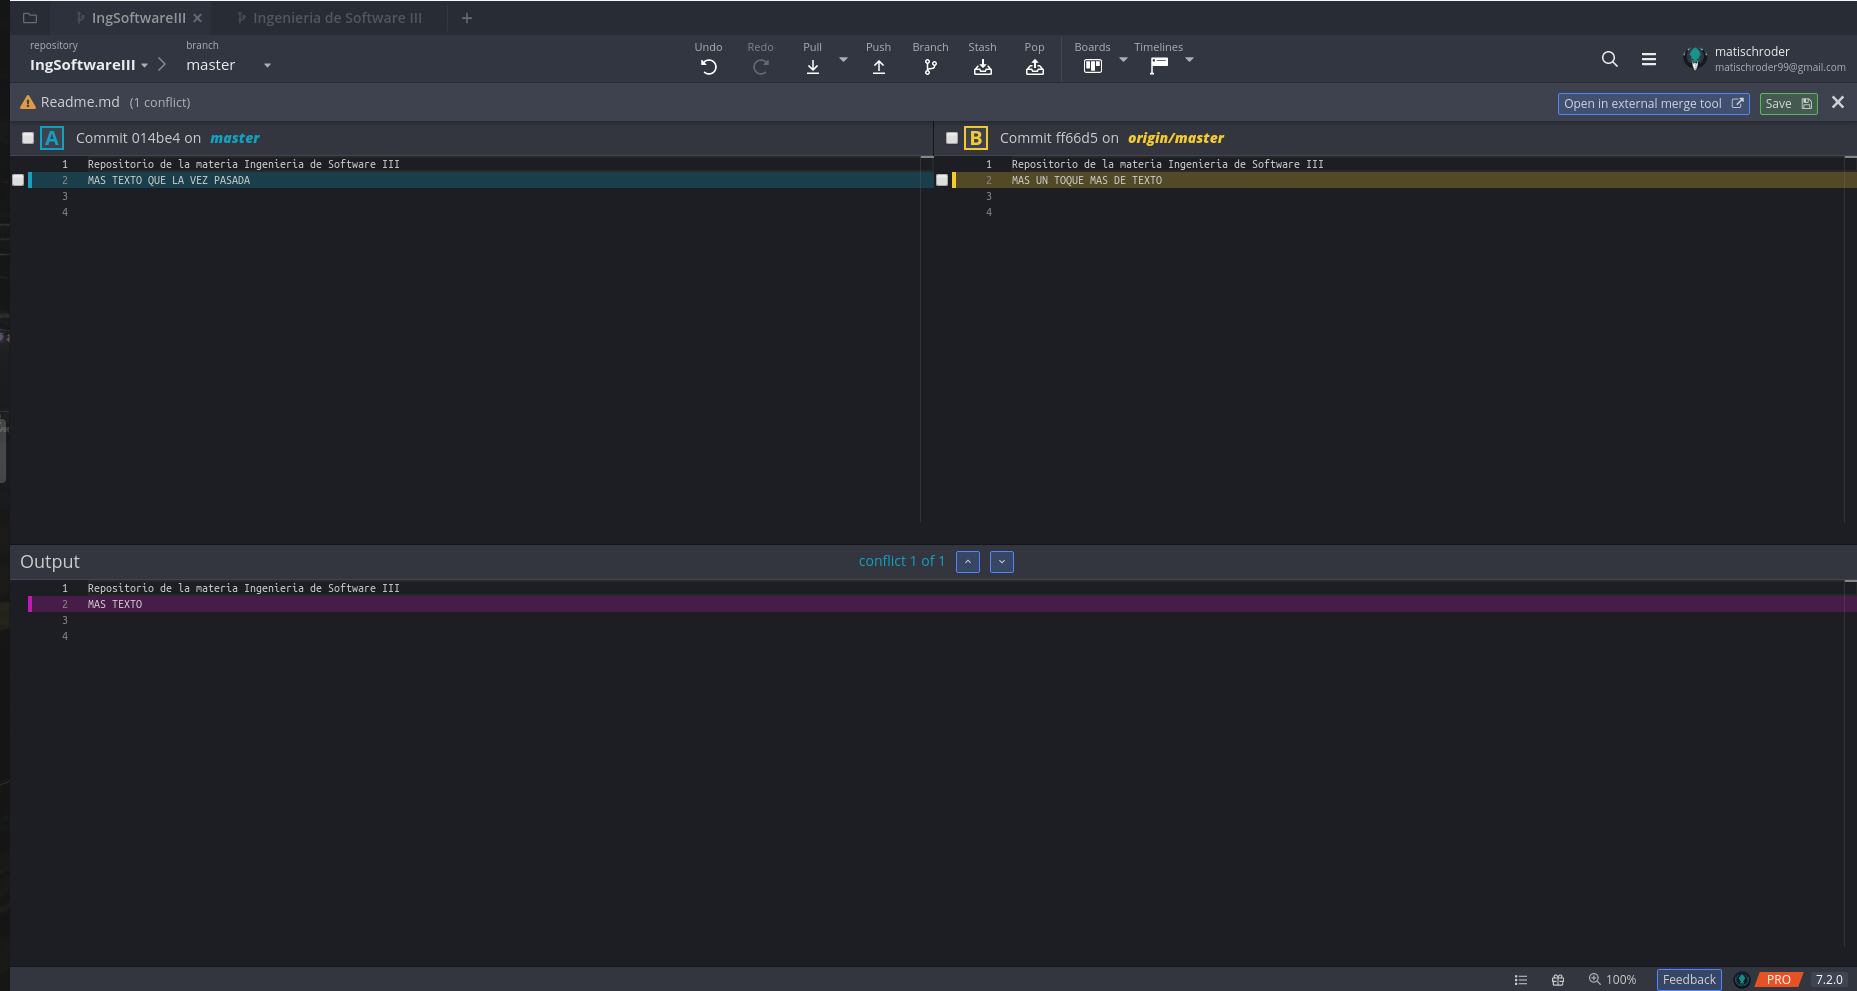 IngSoftwareIII
Ingenieria de Software III
repository
branch
IngSoftwareIII
master
Undo
Redo
Pull
Push
Branch
Stash
Pop
Boards
Timelines
matischroder
matischroder99@gmail.com
Readme.md (1 conflict)
Open in external merge tool
Save
A Commit 014be4 on master
1 Repositorio de la materia Ingenieria de Software III
2 MAS TEXTO QUE LA VEZ PASADA
3
4
B Commit ff66d5 on origin/master
1 Repositorio de la materia Ingenieria de Software III
2 MAS UN TOQUE MAS DE TEXTO
3
4
Output
conflict 1 of 1
1 Repositorio de la materia Ingenieria de Software III
2 MAS TEXTO
3
4
100%
Feedback
PRO
7.2.0